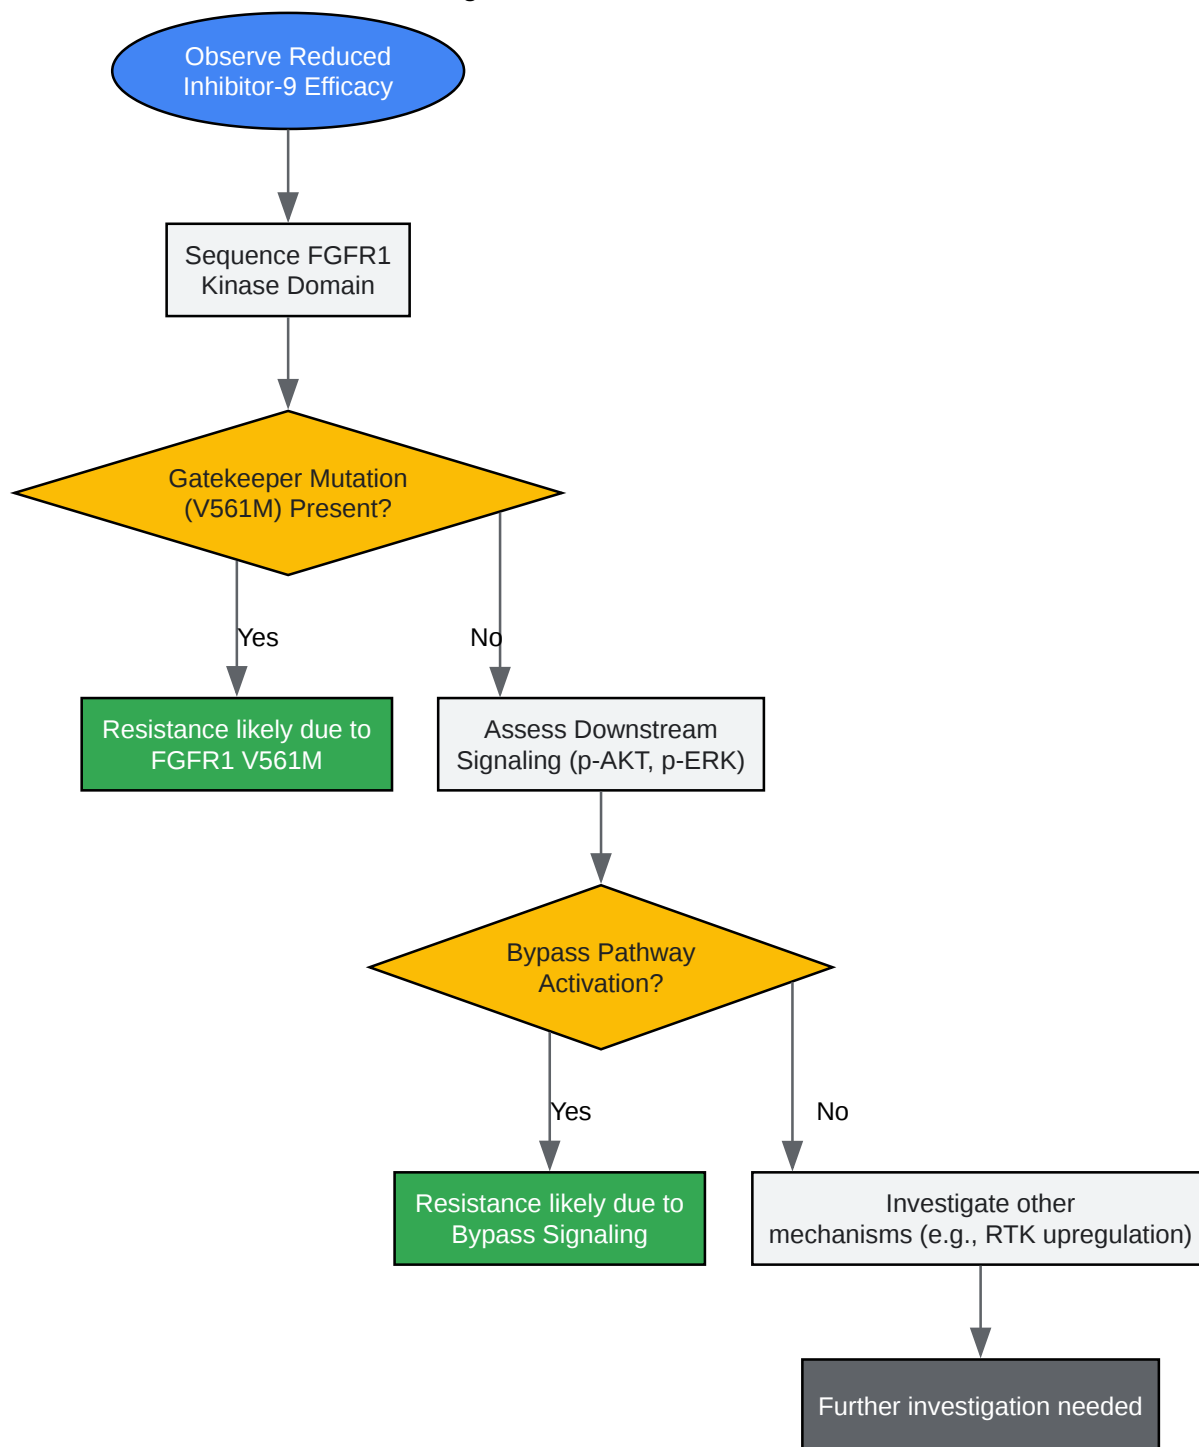 Observe Reduced
Inhibitor-9 Efficacy
Sequence FGFR1
Kinase Domain
Gatekeeper Mutation
(V561M) Present?
Yes
No
Resistance likely due to
FGFR1 V561M
Assess Downstream
Signaling (p-AKT, p-ERK)
Bypass Pathway
Activation?
Yes
No
Resistance likely due to
Bypass Signaling
Investigate other
mechanisms (e.g., RTK upregulation)
Further investigation needed